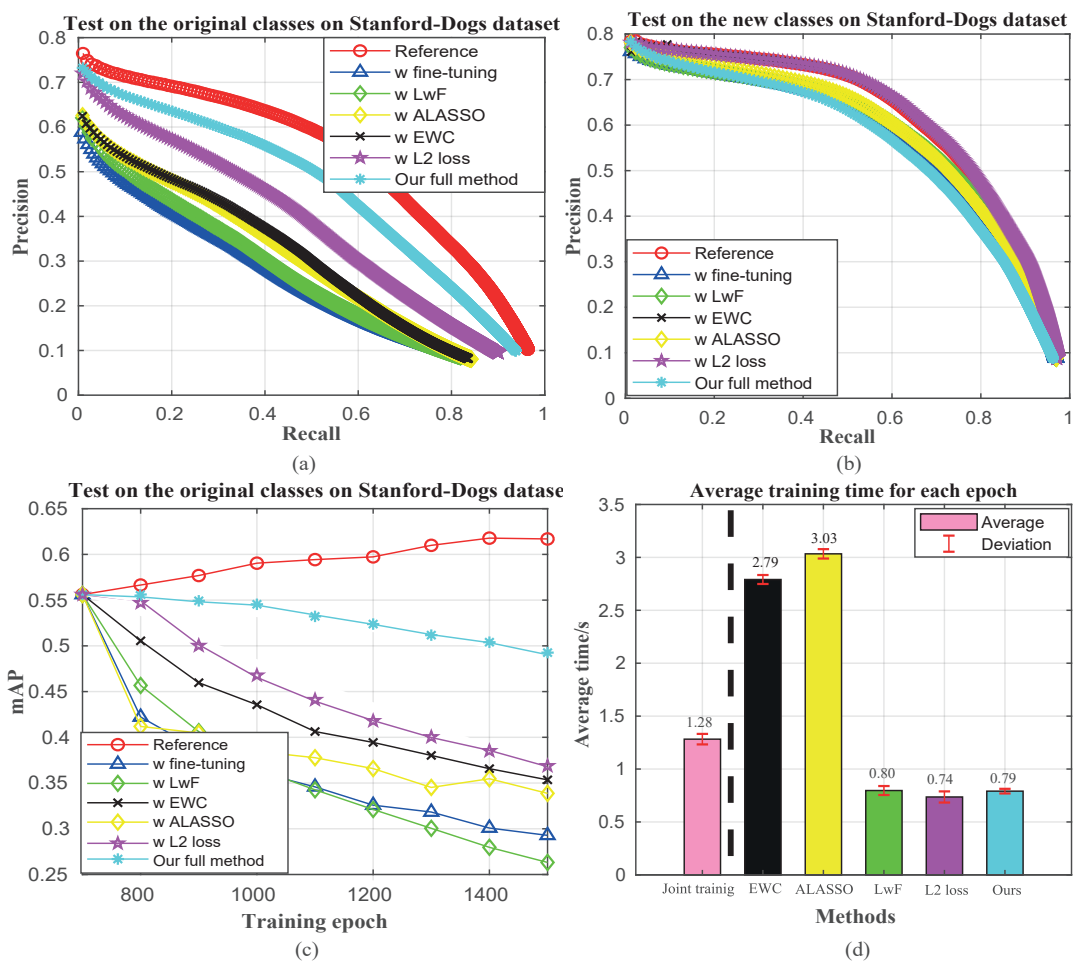 Test on the original classes on Stanford-Dogs dataset
0.8
0.7
0.6
0.5
0.4
0.3
0.2
0.1
0
Precision
0 0.2 0.4 0.6 0.8 1
Recall
Reference
w fine-tuning
w LwF
w ALASSO
w EWC
w L2 loss
Our full method
(a)
Test on the new classes on Stanford-Dogs dataset
0.8
0.7
0.6
0.5
0.4
0.3
0.2
0.1
0
Precision
0 0.2 0.4 0.6 0.8 1
Recall
Reference
w fine-tuning
w LwF
w EWC
w ALASSO
w L2 loss
Our full method
(b)
Test on the original classes on Stanford-Dogs datase
0.65
0.6
0.55
0.5
0.45
0.4
0.35
0.3
0.25
mAP
800 1000 1200 1400
Training epoch
Reference
w fine-tuning
w LwF
w EWC
w ALASSO
w L2 loss
Our full method
(c)
Average training time for each epoch
3.5
3
2.5
2
1.5
1
0.5
0
Average time/s
Average
Deviation
1.28
2.79
3.03
0.80
0.74
0.79
Joint trainig EWC ALASSO LwF L2 loss Ours
Methods
(d)